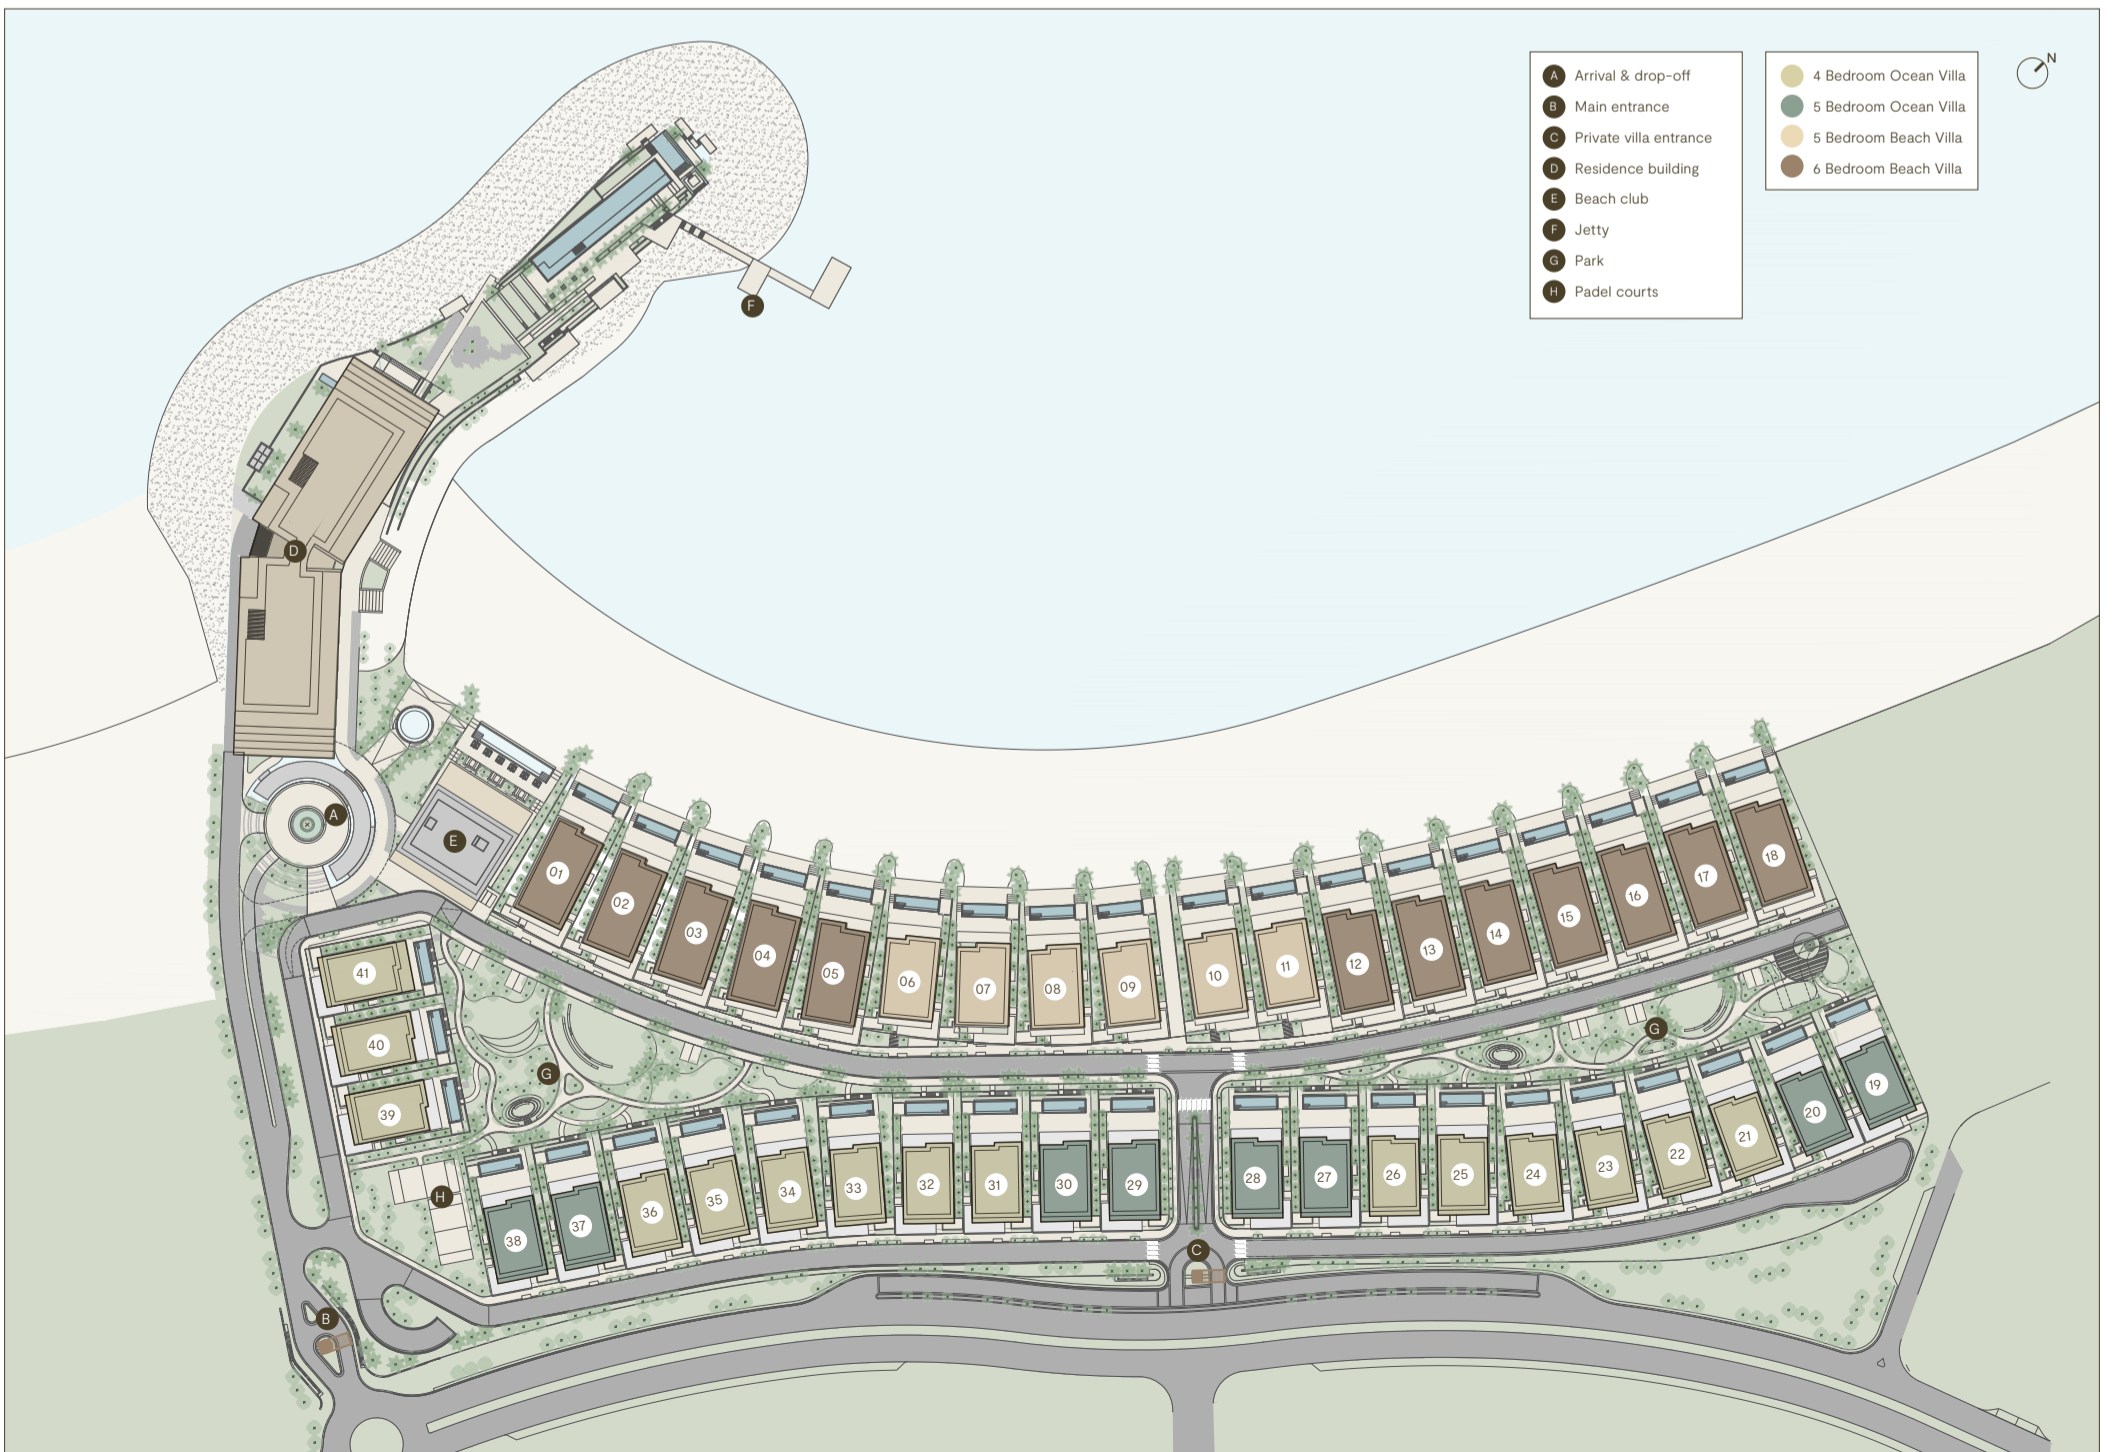 A Arrival & drop-off
B Main entrance
C Private villa entrance
D Residence building
E Beach club
F Jetty
G Park
H Padel courts
4 Bedroom Ocean Villa
5 Bedroom Ocean Villa
5 Bedroom Beach Villa
6 Bedroom Beach Villa
N
F
D
A
E
01
02
03
04
05
06
07
08
09
10
11
12
13
14
15
16
17
18
41
40
39
G
G
H
38
37
36
35
34
33
32
31
30
29
28
27
26
25
24
23
22
21
20
19
C
B